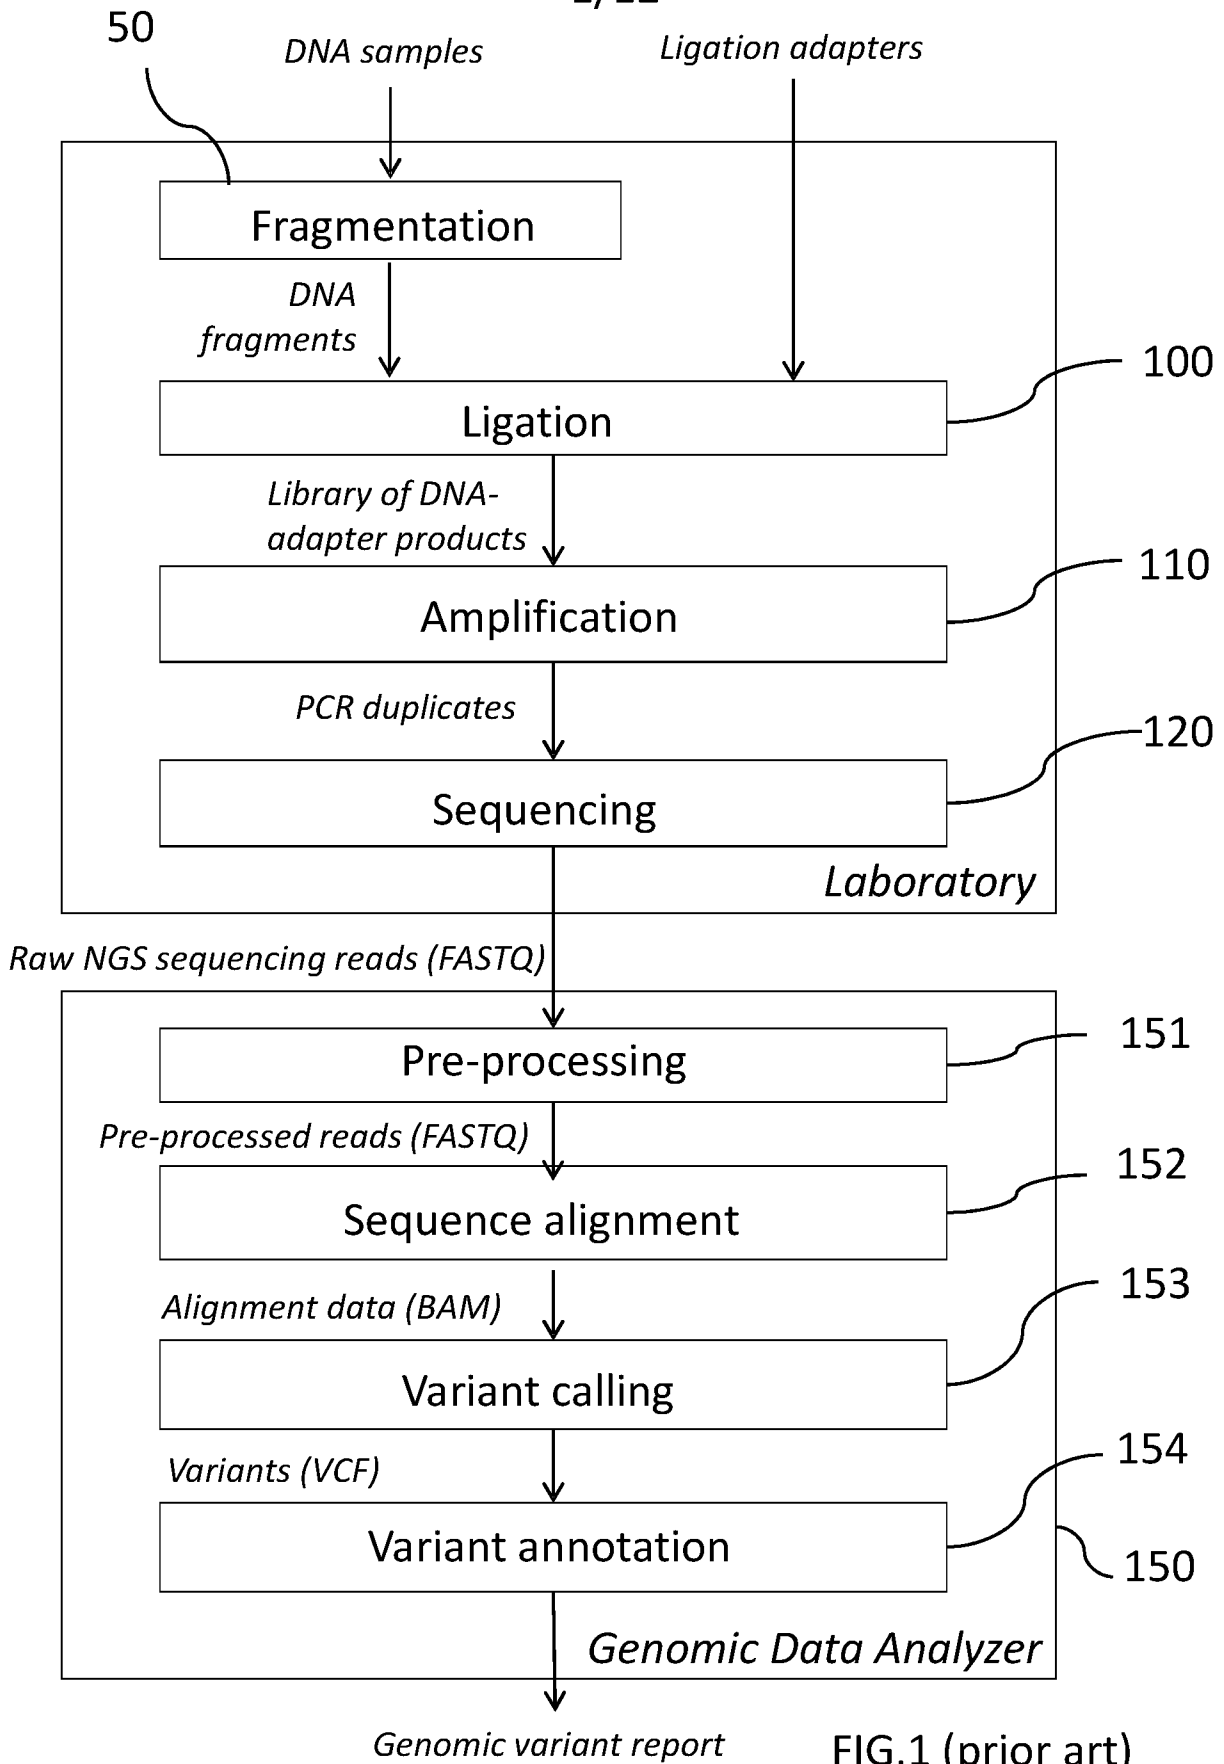 50
DNA samples
Ligation adapters
Fragmentation
DNA
fragments
100
Ligation
Library of DNA-
adapter products
110
Amplification
PCR duplicates
120
Sequencing
Laboratory
Raw NGS sequencing reads (FASTQ)
151
Pre-processing
Pre-processed reads (FASTQ)
152
Sequence alignment
153
Alignment data (BAM)
Variant calling
154
Variants (VCF)
Variant annotation
150
Genomic Data Analyzer
Genomic variant report
FIG.1 (prior art)